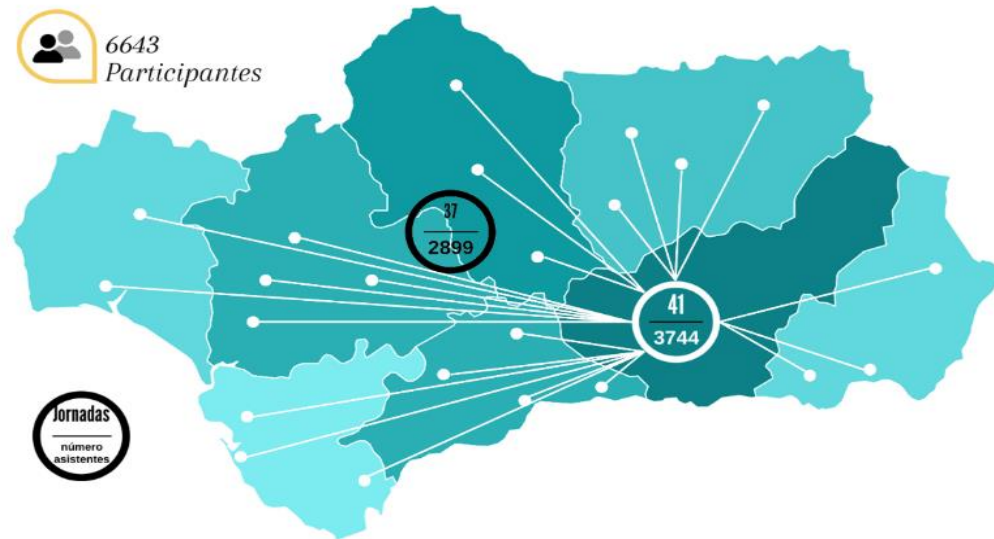 6643
Participantes
37
2899
41
3744
Jornadas
número
asistentes